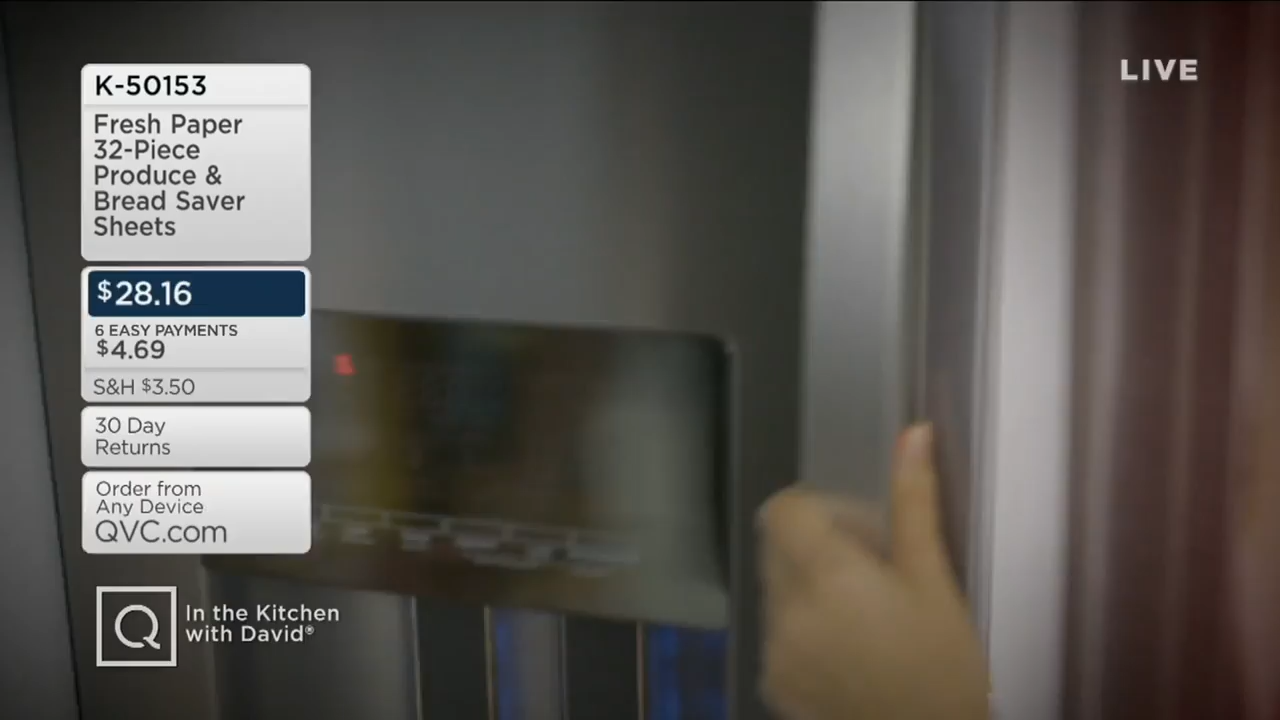 K-50153
Fresh Paper
32-Piece
Produce &
Bread Saver
Sheets
$28.16
6 EASY PAYMENTS
$4.69
S&H $3.50
30 Day
Returns
Order from
Any Device
QVC.com
Q
In the Kitchen
with David®
LIVE